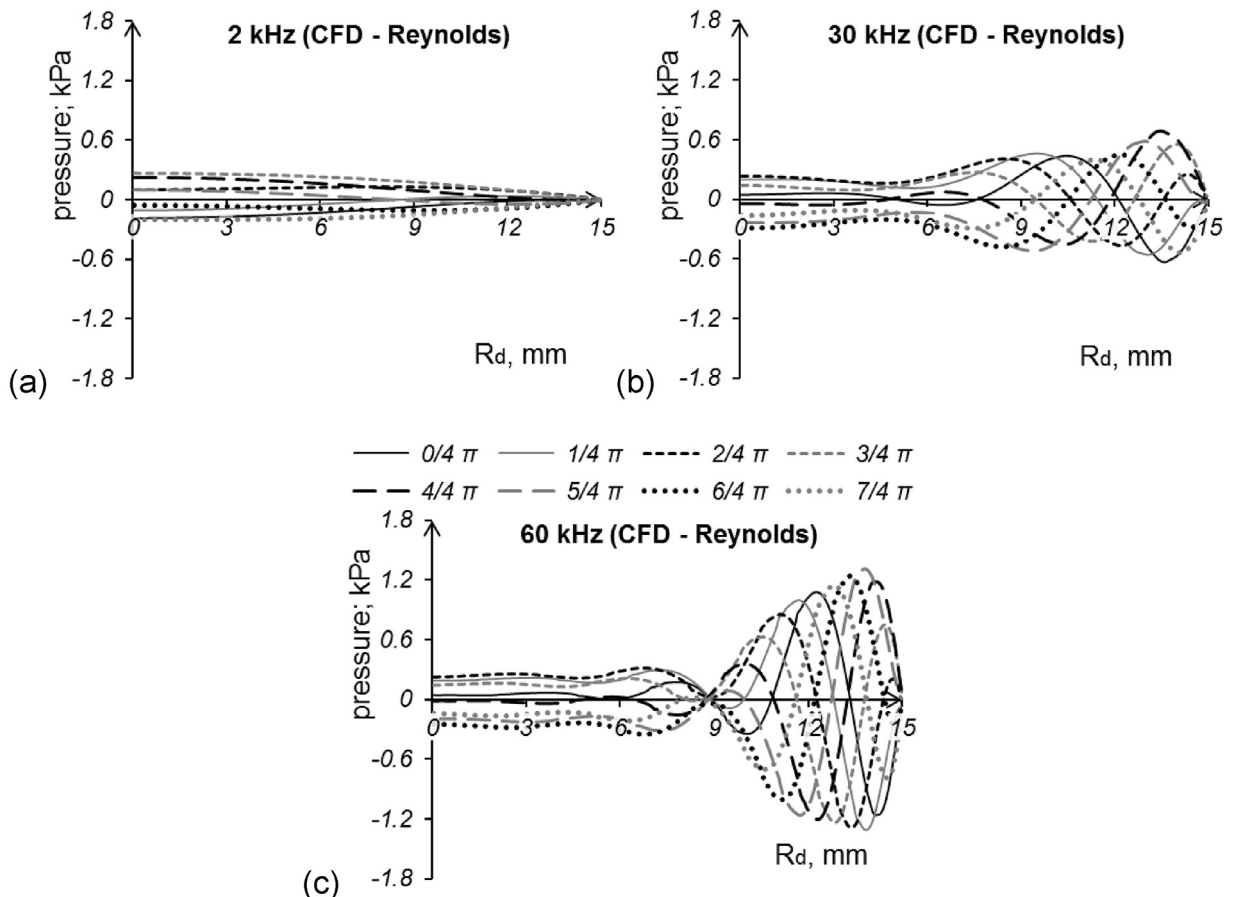 2 kHz (CFD - Reynolds)
pressure; kPa
1.8
1.2
0.6
0
-0.6
-1.2
-1.8
0 3 6 9 12 15
Rd, mm
(a)
30 kHz (CFD - Reynolds)
pressure; kPa
1.8
1.2
0.6
0
-0.6
-1.2
-1.8
0 3 6 9 12 15
Rd, mm
(b)
0/4 π 1/4 π 2/4 π 3/4 π
4/4 π 5/4 π 6/4 π 7/4 π
60 kHz (CFD - Reynolds)
pressure; kPa
1.8
1.2
0.6
0
-0.6
-1.2
-1.8
0 3 6 9 12 15
Rd, mm
(c)